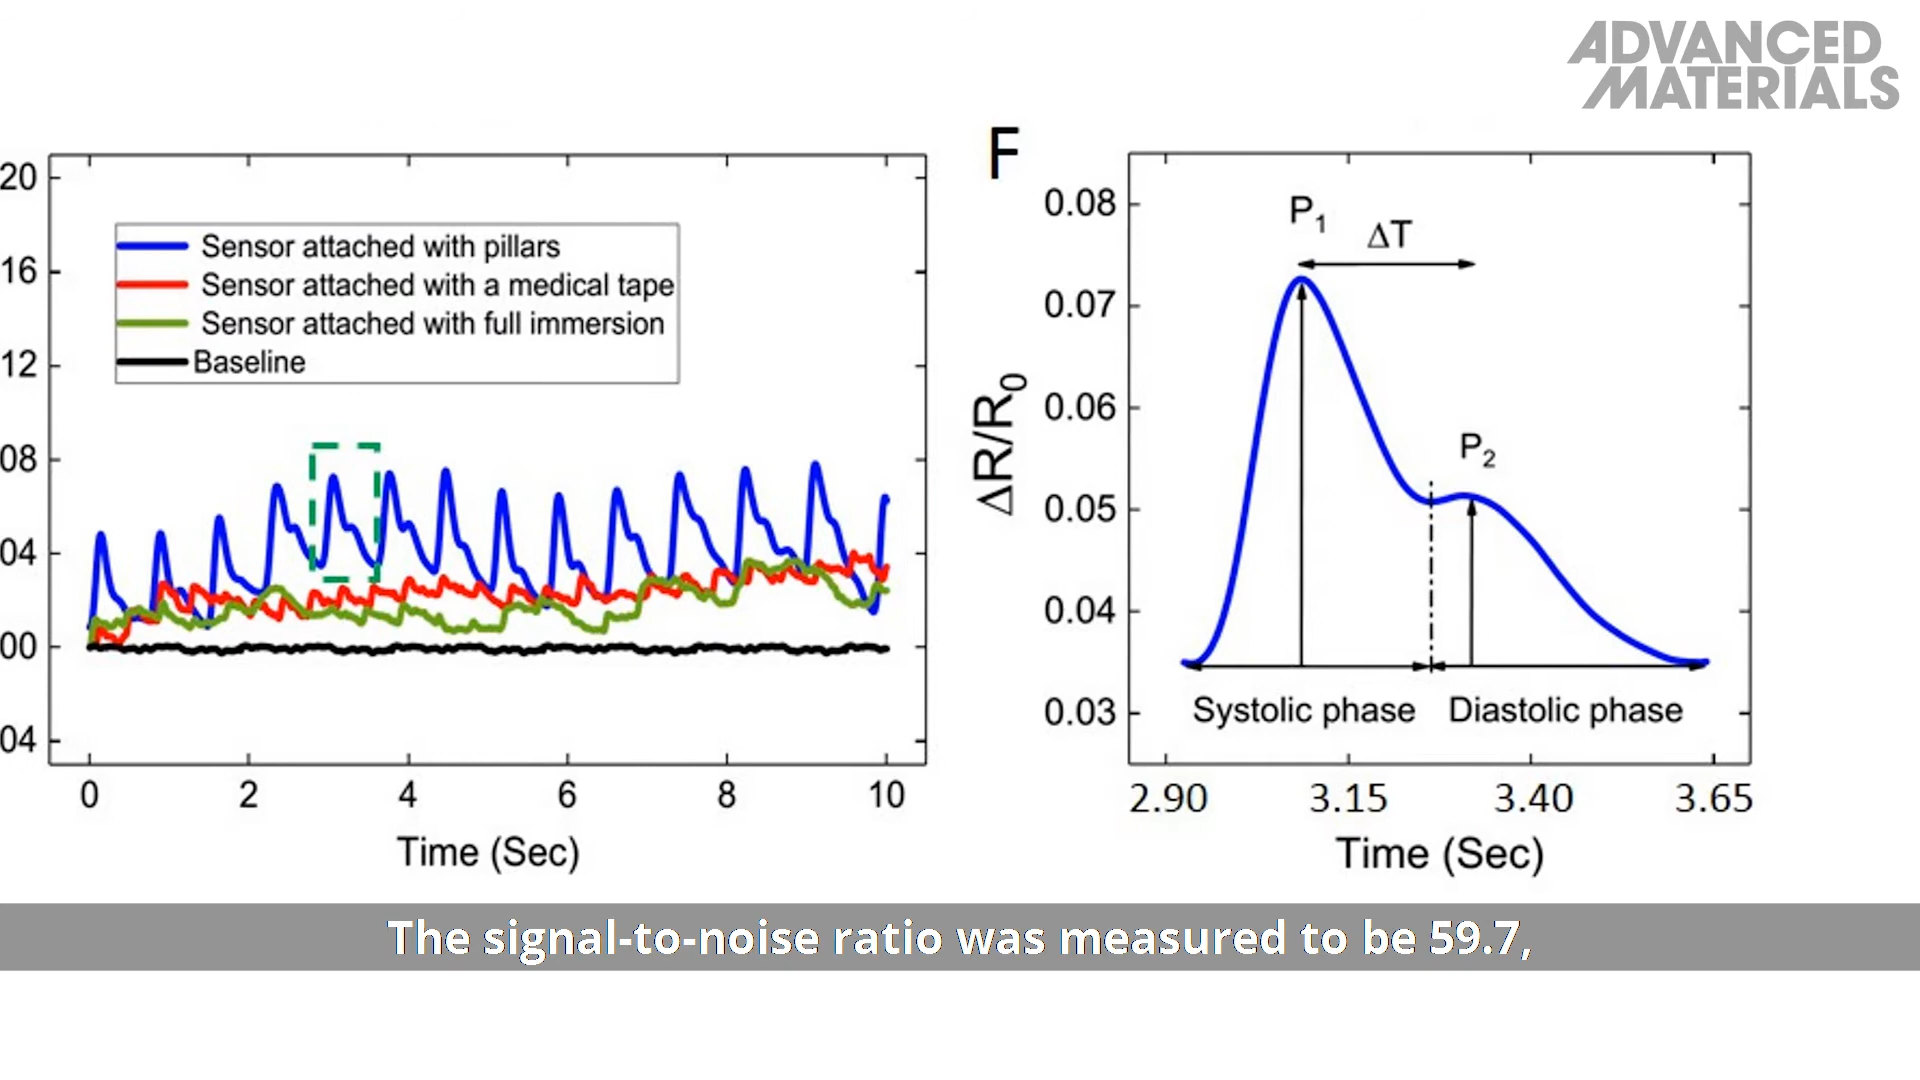 ADVANCED
MATERIALS
20
16
12
08
04
00
04
Sensor attached with pillars
Sensor attached with a medical tape
Sensor attached with full immersion
Baseline
0 2 4 6 8 10
Time (Sec)
F
ΔR/R0
0.08
0.07
0.06
0.05
0.04
0.03
P1
ΔT
P2
Systolic phase Diastolic phase
2.90 3.15 3.40 3.65
Time (Sec)
The signal-to-noise ratio was measured to be 59.7,